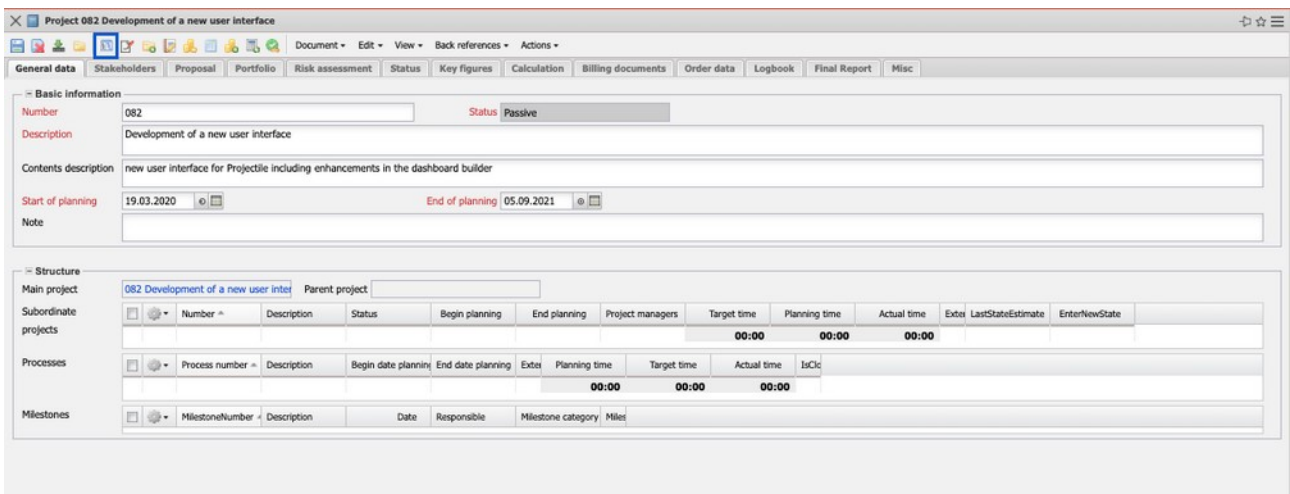 Project 082 Development of a new user interface
Document Edit View Back references Actions
General data Stakeholders Proposal Portfolio Risk assessment Status Key figures Calculation Billing documents Order data Logbook Final Report Misc
Basic information
Number 082 Status Passive
Description Development of a new user interface
Contents description new user interface for Projectile including enhancements in the dashboard builder
Start of planning 19.03.2020 End of planning 05.09.2021
Note
Structure
Main project 082 Development of a new user inter Parent project
Subordinate projects Number Description Status Begin planning End planning Project managers Target time Planning time Actual time Exter LastStateEstimate EnterNewState
00:00 00:00 00:00
Processes Process number Description Begin date planning End date planning Exter Planning time Target time Actual time IsClo
00:00 00:00 00:00
Milestones MilestoneNumber Description Date Responsible Milestone category Miles